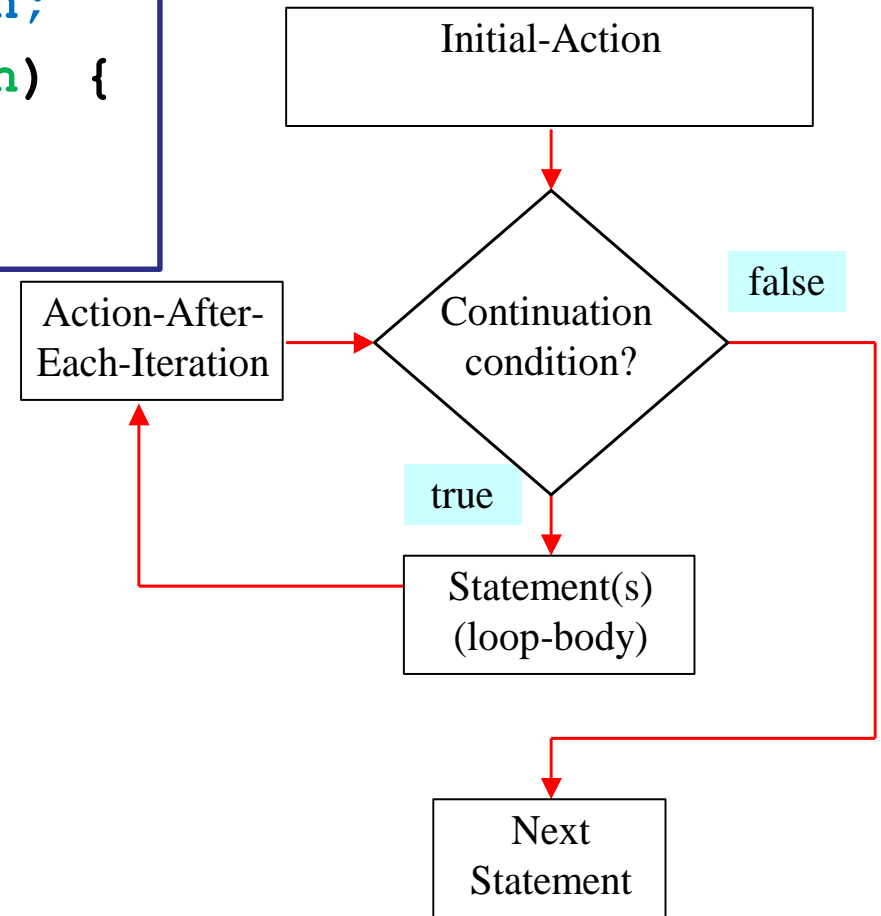 n;
n) {
Initial-Action
false
Action-After-
Each-Iteration
Continuation
condition?
true
Statement(s)
(loop-body)
Next
Statement